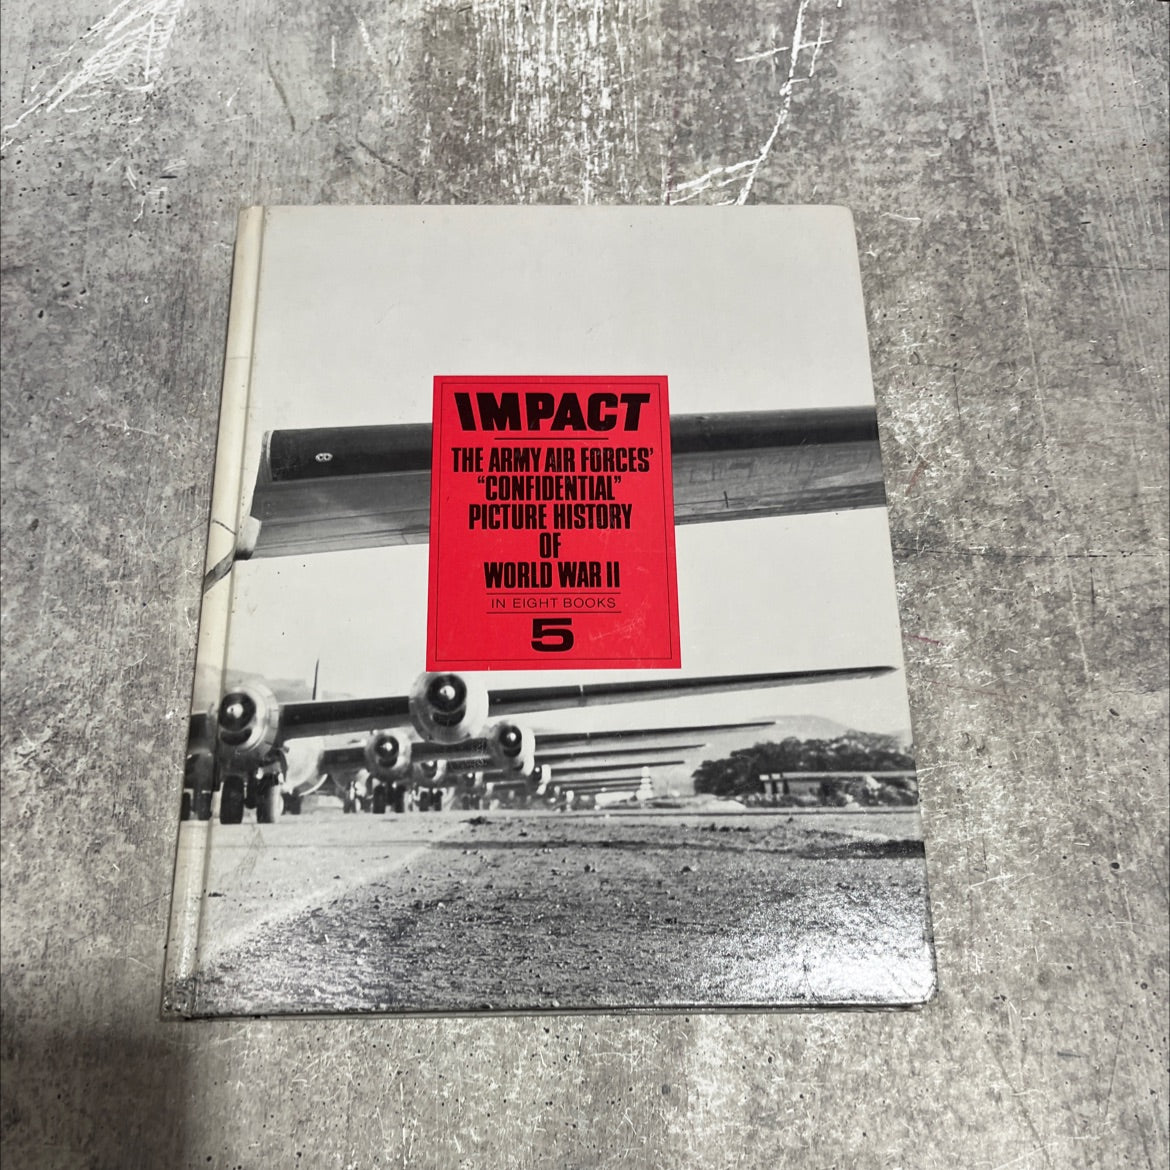 IMPACT
THE ARMY AIR FORCES'
"CONFIDENTIAL"
PICTURE HISTORY
OF
WORLD WAR II
IN EIGHT BOOKS
5